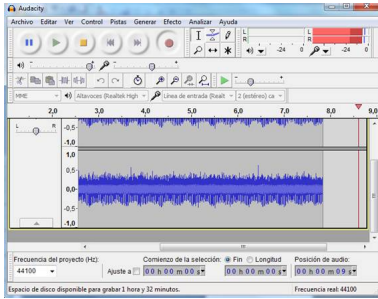 Audacity
Archivo Editar Ver Control Pistas Generar Efecto Analizar Ayuda
L
R
-24 0 -24 0
MME Altavoces (Realtek High Línea de entrada (Realt 2 (estéreo) ca
2,0 3,0 4,0 5,0 6,0 7,0 8,0 9,0
L R
-0,5-
-1,0
1,0
0,5-
0,0-
-0,5-
-1,0
Frecuencia del proyecto (Hz): Comienzo de la selección: Fin Longitud Posición de audio:
44100 Ajuste a 00 h 00 m 00 s 00 h 00 m 00 s 00 h 00 m 09 s
Espacio de disco disponible para grabar 1 hora y 32 minutos. Frecuencia real: 44100